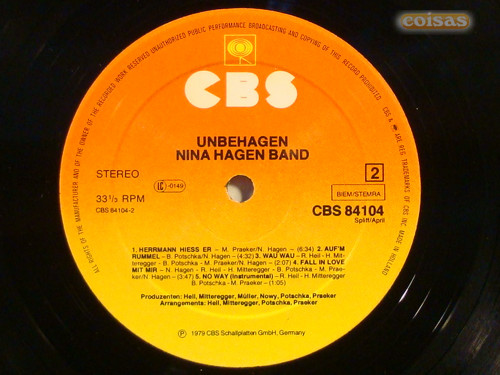 eoisas
ALL RIGHTS OF THE MANUFACTURER AND OF THE OWNER OF THE RECORDED WORK RESERVED UNAUTHORIZED PUBLIC PERFORMANCE BROADCASTING AND COPYING OF THIS RECORD PROHIBITED
CBS & ARE REG. TRADEMARKS OF CBS INC. MADE IN HOLLAND
CBS
UNBEHAGEN
NINA HAGEN BAND
STEREO
2
33 1/3 RPM
LC 0149
BIEM/STEMRA
CBS 84104-2
CBS 84104
Spliff/April
1. HERRMANN HIESS ER - M. Praeker/N. Hagen - (6:34) 2. AUF'M
RUMMEL - B. Potschka/N. Hagen - (4:32) 3. WAU WAU - R. Heil - H. Mit-
teregger - B. Potschka - M. Praeker/N. Hagen - (2:07) 4. FALL IN LOVE
MIT MIR - N. Hagen - R. Heil - H. Mitteregger - B. Potschka - M. Prae-
ker/N. Hagen - (3:47) 5. NO WAY (instrumental) - R. Heil - H. Mitteregger
B. Potschka - M. Praeker - (1:05)
Produzenten: Heil, Mitteregger, Müller, Nowy, Potschka, Praeker
Arrangements: Heil, Mitteregger, Potschka, Praeker
℗ 1979 CBS Schallplatten GmbH, Germany